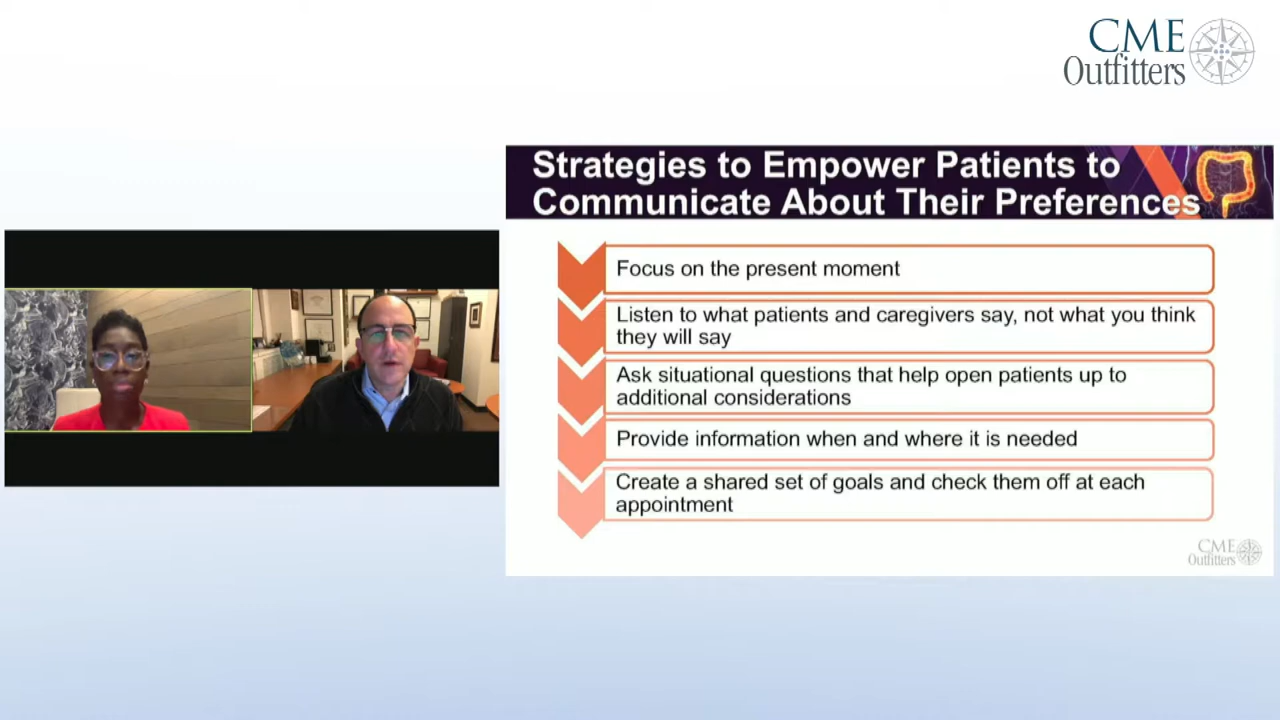 CME
Outfitters
Strategies to Empower Patients to
Communicate About Their Preferences
Focus on the present moment
Listen to what patients and caregivers say, not what you think
they will say
Ask situational questions that help open patients up to
additional considerations
Provide information when and where it is needed
Create a shared set of goals and check them off at each
appointment
CME
Outfitters